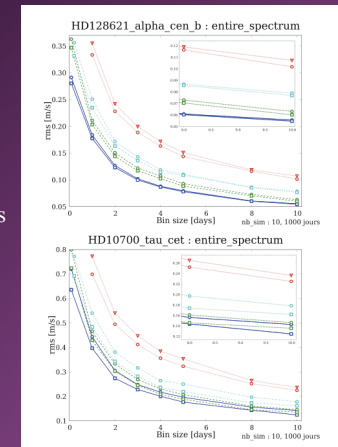 HD128621_alpha_cen_b : entire_spectrum
rms [m/s]
0.35
0.30
0.25
0.20
0.15
0.10
0.05
0 2 4 6 8 10
Bin size [days]
nb_sim : 10, 1000 jours
s
HD10700_tau_cet : entire_spectrum
rms [m/s]
0.8
0.7
0.6
0.5
0.4
0.3
0.2
0.1
0 2 4 6 8 10
Bin size [days]
nb_sim : 10, 1000 jours